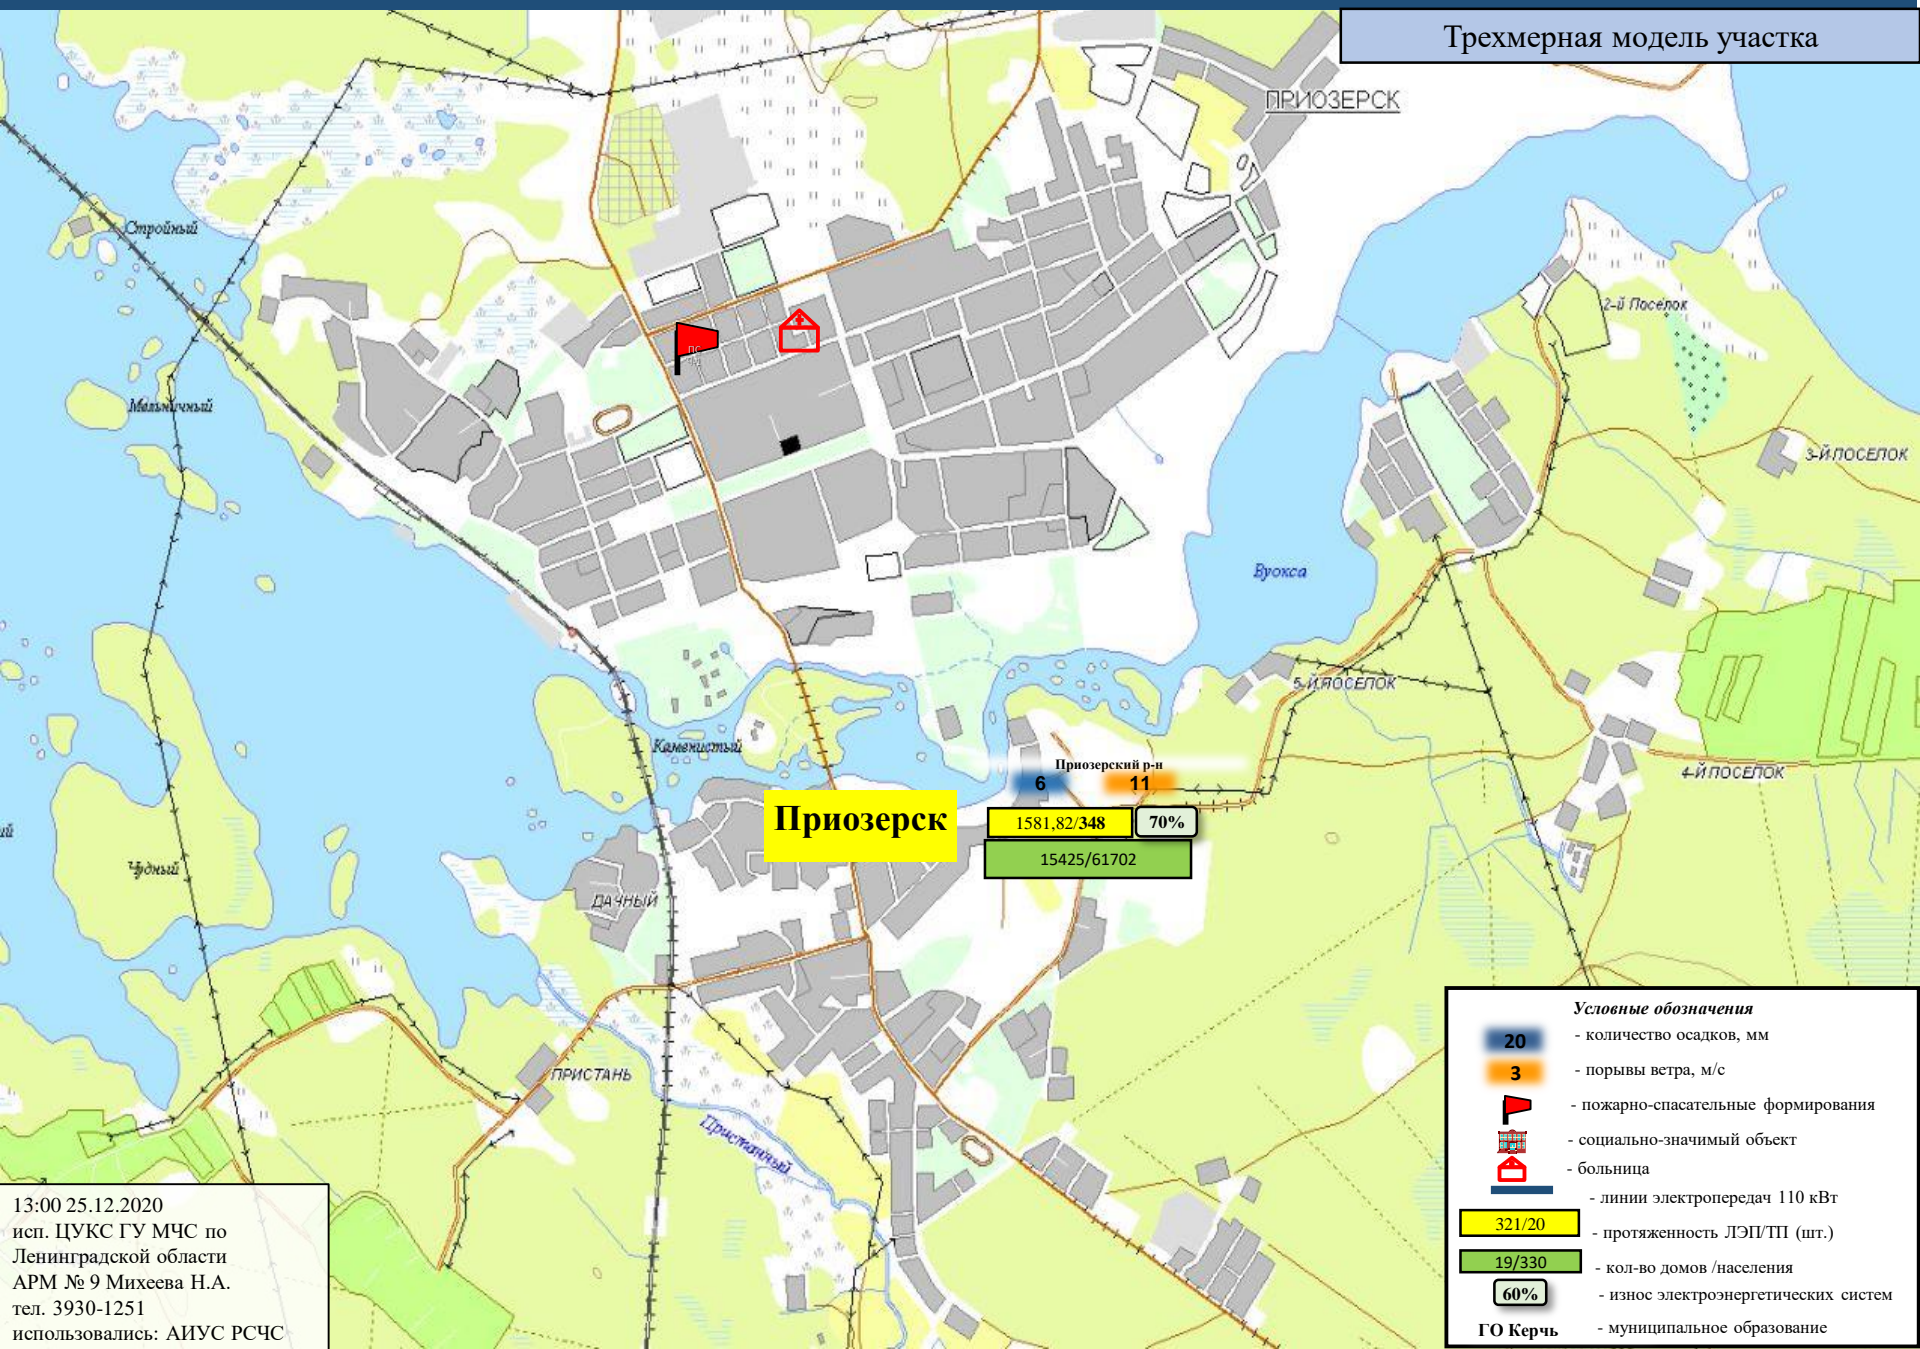 Трехмерная модель участка
ПРИОЗЕРСК
Стройный
2-й Поселок
Мельничный
3-Й ПОСЕЛОК
Вуокса
5-Й ПОСЕЛОК
Каменистый
4-Й ПОСЕЛОК
Приозерский р-н
6 11
Приозерск
1581,82/348 70%
15425/61702
Чудный
ДАЧНЫЙ
ПРИСТАНЬ
Пристанный
Условные обозначения
20 - количество осадков, мм
3 - порывы ветра, м/с
- пожарно-спасательные формирования
- социально-значимый объект
- больница
- линии электропередач 110 кВт
321/20 - протяженность ЛЭП/ТП (шт.)
19/330 - кол-во домов /населения
60% - износ электроэнергетических систем
ГО Керчь - муниципальное образование
13:00 25.12.2020
исп. ЦУКС ГУ МЧС по
Ленинградской области
АРМ № 9 Михеева Н.А.
тел. 3930-1251
использовались: АИУС РСЧС